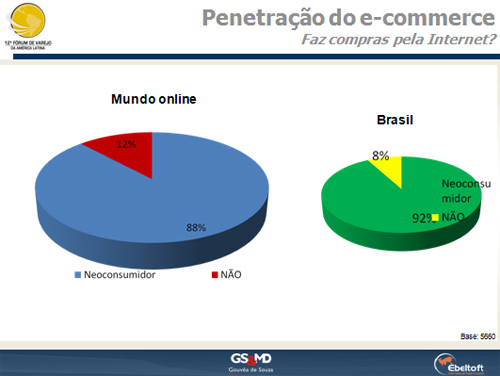 12º FÓRUM DE VAREJO
DA AMÉRICA LATINA
Penetração do e-commerce
Faz compras pela Internet?
Mundo online
12%
88%
Neoconsumidor
NÃO
Brasil
8%
Neoconsu
midor
92%
NÃO
Base: 5660
GS&MD
Gouvêa de Souza
Ebeltoft